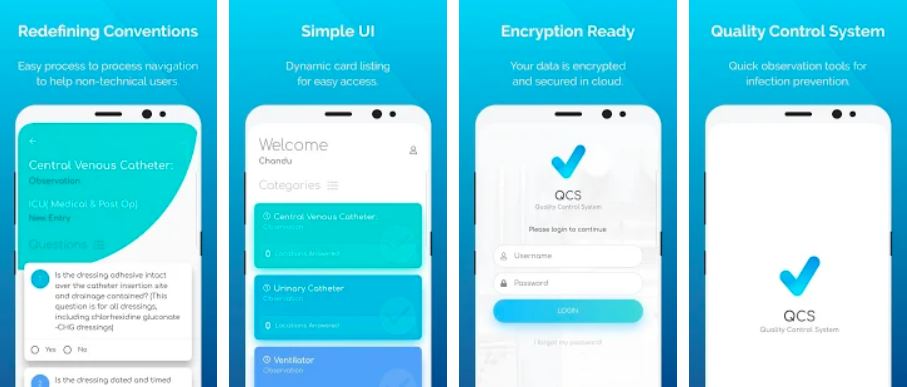 Redefining Conventions
Easy process to process navigation
to help non-technical users.
Central Venous Catheter:
Observation
ICU( Medical & Post Op)
New Entry
Questions
1
Is the dressing adhesive intact
over the catheter insertion site
and drainage contained? (This
question is for all dressings,
including chlorhexidine gluconate
-CHG dressings)
Yes
No
2
Is the dressing dated and timed
Simple UI
Dynamic card listing
for easy access.
Welcome
Chandu
Categories
Central Venous Catheter:
Observation
0 Locations Answered
Urinary Catheter
Observation
0 Locations Answered
Ventilator
Observation
Encryption Ready
Your data is encrypted
and secured in cloud.
QCS
Quality Control System
Please login to continue
Username
Password
LOGIN
I forgot my password
Quality Control System
Quick observation tools for
infection prevention.
QCS
Quality Control System